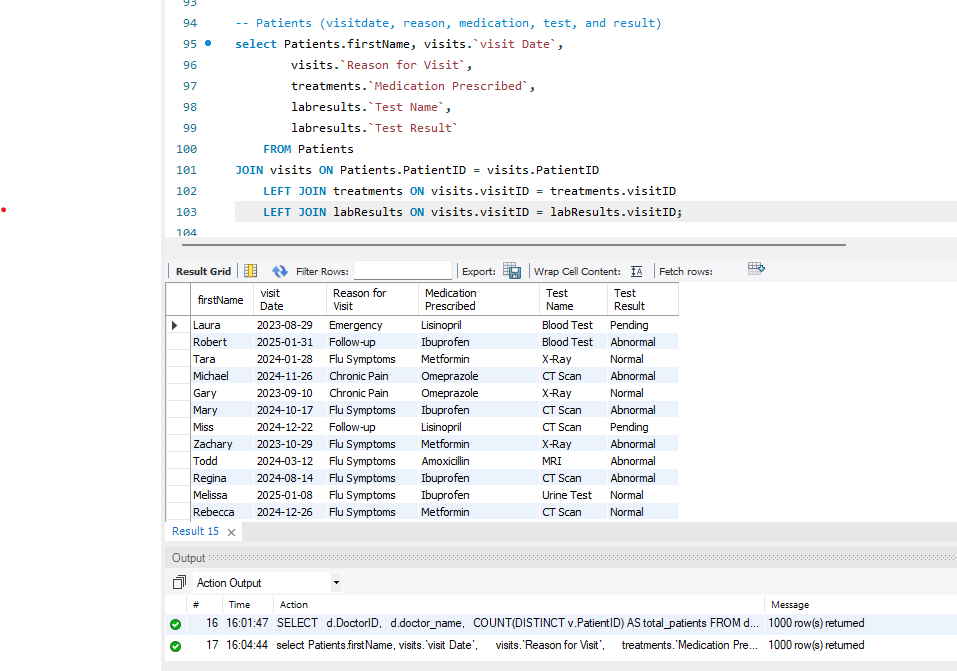 93
94 -- Patients (visitdate, reason, medication, test, and result)
95 select Patients.firstName, visits.`visit Date`,
96 visits.`Reason for Visit`,
97 treatments.`Medication Prescribed`,
98 labresults.`Test Name`,
99 labresults.`Test Result`
100 FROM Patients
101 JOIN visits ON Patients.PatientID = visits.PatientID
102 LEFT JOIN treatments ON visits.visitID = treatments.visitID
103 LEFT JOIN labResults ON visits.visitID = labResults.visitID;
104
Result Grid Filter Rows: Export: Wrap Cell Content: Fetch rows:
firstName visit Date Reason for Visit Medication Prescribed Test Name Test Result
Laura 2023-08-29 Emergency Lisinopril Blood Test Pending
Robert 2025-01-31 Follow-up Ibuprofen Blood Test Abnormal
Tara 2024-01-28 Flu Symptoms Metformin X-Ray Normal
Michael 2024-11-26 Chronic Pain Omeprazole CT Scan Abnormal
Gary 2023-09-10 Chronic Pain Omeprazole X-Ray Normal
Mary 2024-10-17 Flu Symptoms Ibuprofen CT Scan Abnormal
Miss 2024-12-22 Follow-up Lisinopril CT Scan Pending
Zachary 2023-10-29 Flu Symptoms Metformin X-Ray Abnormal
Todd 2024-03-12 Flu Symptoms Amoxicillin MRI Abnormal
Regina 2024-08-14 Flu Symptoms Ibuprofen CT Scan Abnormal
Melissa 2025-01-08 Flu Symptoms Ibuprofen Urine Test Normal
Rebecca 2024-12-26 Flu Symptoms Metformin CT Scan Normal
Result 15
Output
Action Output
# Time Action Message
16 16:01:47 SELECT d.DoctorID, d.doctor_name, COUNT(DISTINCT v.PatientID) AS total_patients FROM d... 1000 row(s) returned
17 16:04:44 select Patients.firstName, visits.`visit Date`, visits.`Reason for Visit`, treatments.`Medication Pre... 1000 row(s) returned